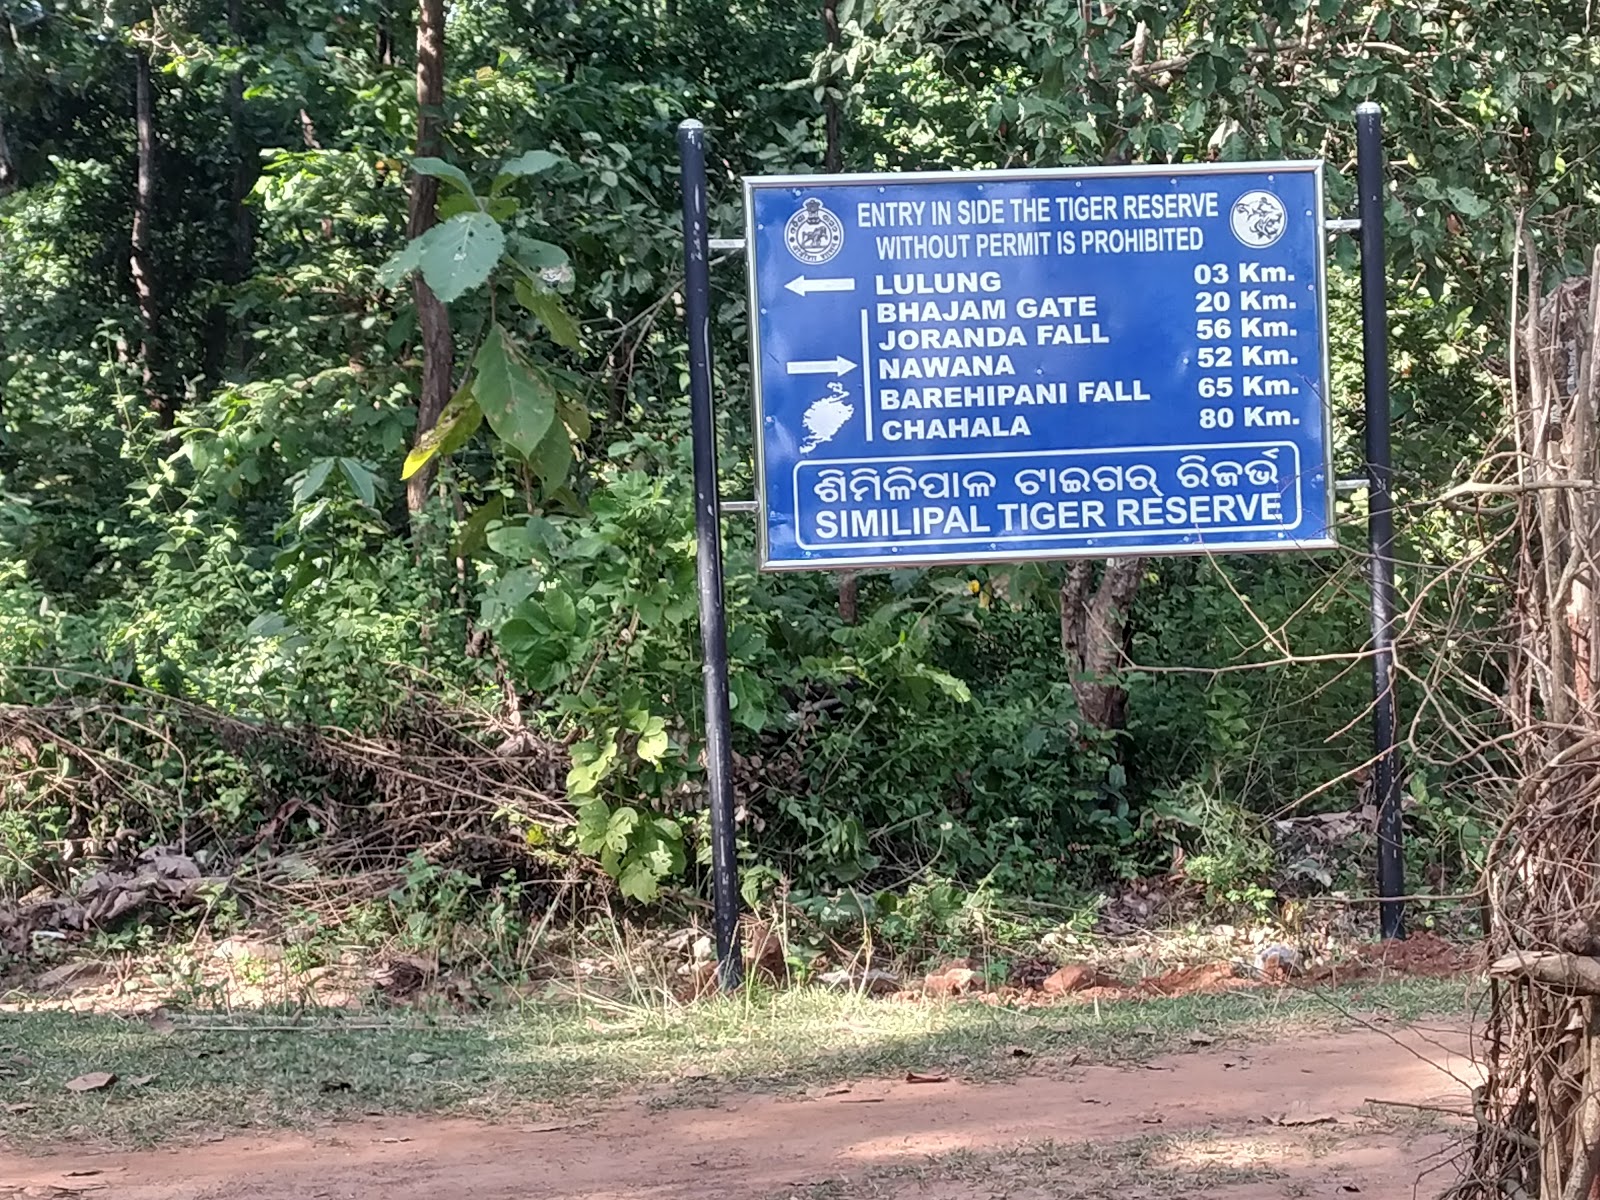 ENTRY IN SIDE THE TIGER RESERVE
WITHOUT PERMIT IS PROHIBITED
LULUNG 03 Km.
BHAJAM GATE 20 Km.
JORANDA FALL 56 Km.
NAWANA 52 Km.
BAREHIPANI FALL 65 Km.
CHAHALA 80 Km.
ଶିମିଳିପାଳ ଟାଇଗର୍ ରିଜର୍ଭ
SIMILIPAL TIGER RESERVE